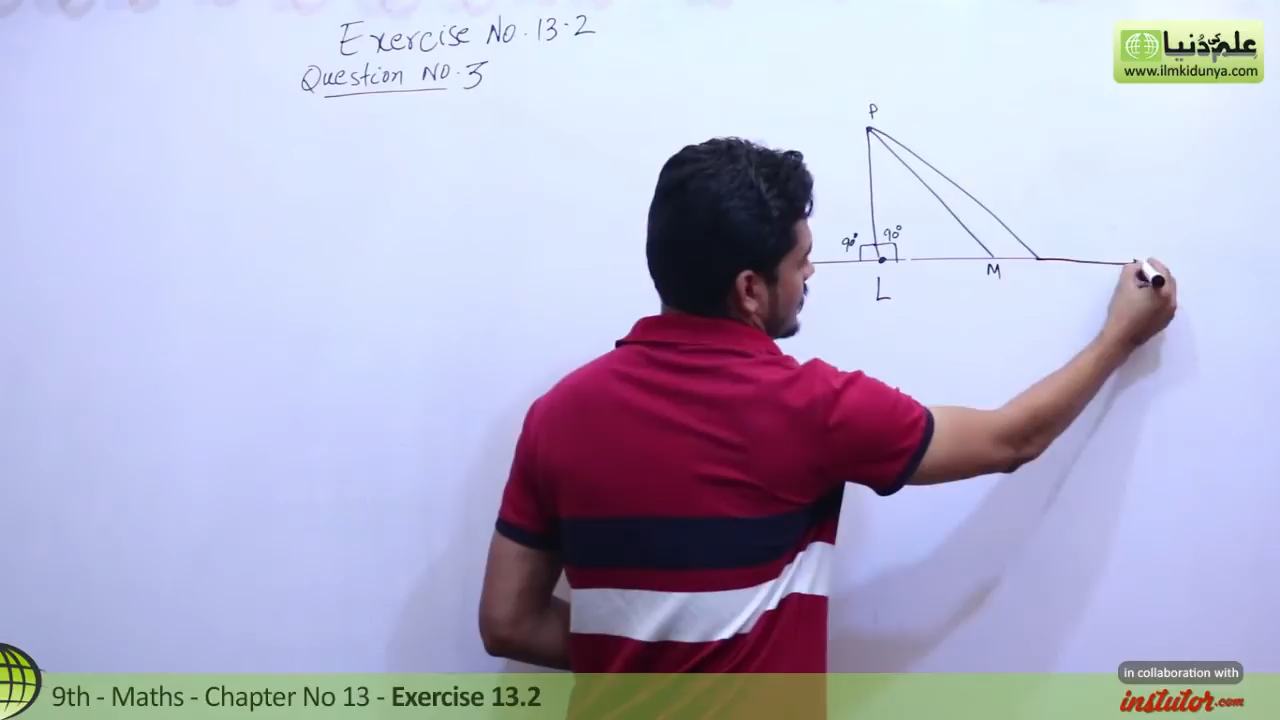 Exercise No. 13.2
Question No. 3
علم کی دُنیا
www.ilmkidunya.com
P
90° 90°
L
M
in collaboration with
instutor.com
9th - Maths - Chapter No 13 - Exercise 13.2